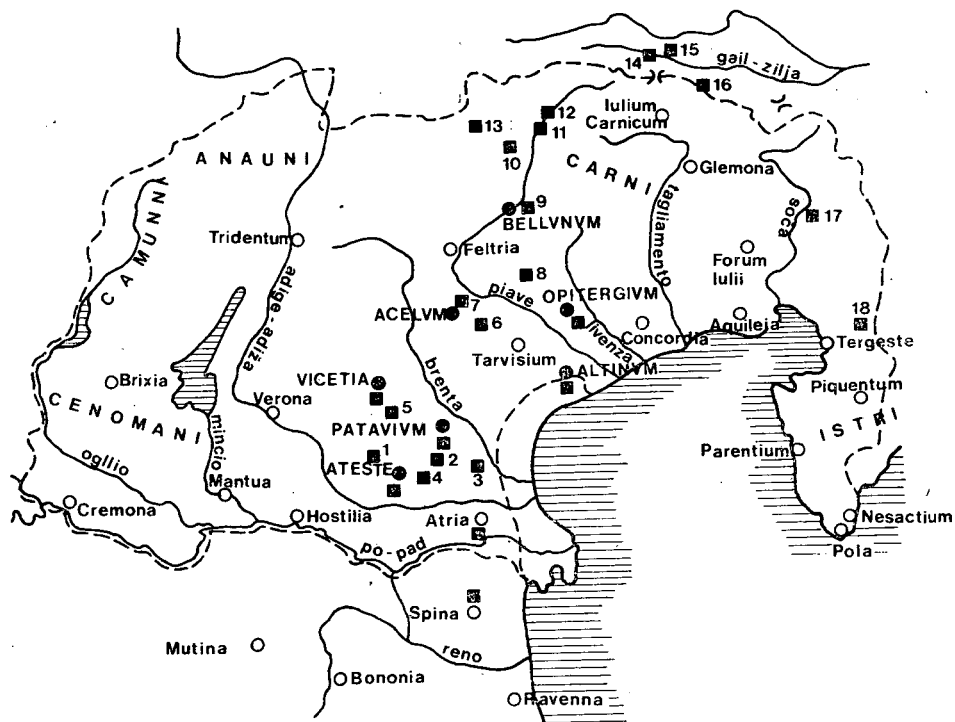 14
15
gail-zilja
16
13
12
11
10
Iulium
Carnicum
ANAUNI
CARNI
Glemona
CAMUNNI
tagliamento
soča
17
9
BELLVNVM
Tridentum
Feltria
Forum
Iulii
adige-adiza
8
piave
OPITERGIVM
7
ACELVM
6
livenza
Concordia
Aquileja
18
Tergeste
Tarvisium
brenta
ALTINVM
Brixia
VICETIA
Piquentum
Verona
CENOMANI
5
PATAVIVM
ISTRI
mincio
1
2
3
Parentium
ATESTE
4
ogllio
Mantua
Cremona
Hostilia
Atria
Nesactium
Pola
po-pad
Spina
Mutina
reno
Bononia
Ravenna